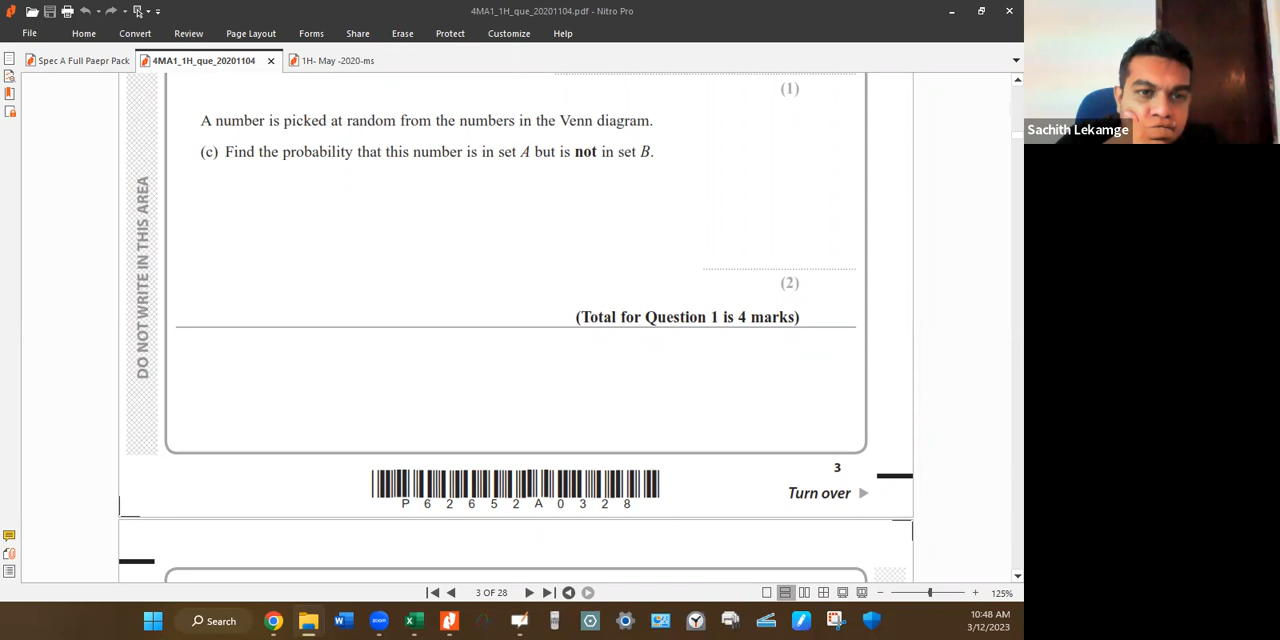 4MA1_1H_que_20201104.pdf - Nitro Pro
File
Home
Convert
Review
Page Layout
Forms
Share
Erase
Protect
Customize
Help
Spec A Full Paepr Pack
4MA1_1H_que_20201104
1H- May -2020-ms
(1)
A number is picked at random from the numbers in the Venn diagram.
(c) Find the probability that this number is in set A but is not in set B.
(2)
(Total for Question 1 is 4 marks)
DO NOT WRITE IN THIS AREA
3
Turn over
P 6 2 6 5 2 A 0 3 2 8
3 OF 28
125%
Search
zoom
10:48 AM
3/12/2023
Sachith Lekamge